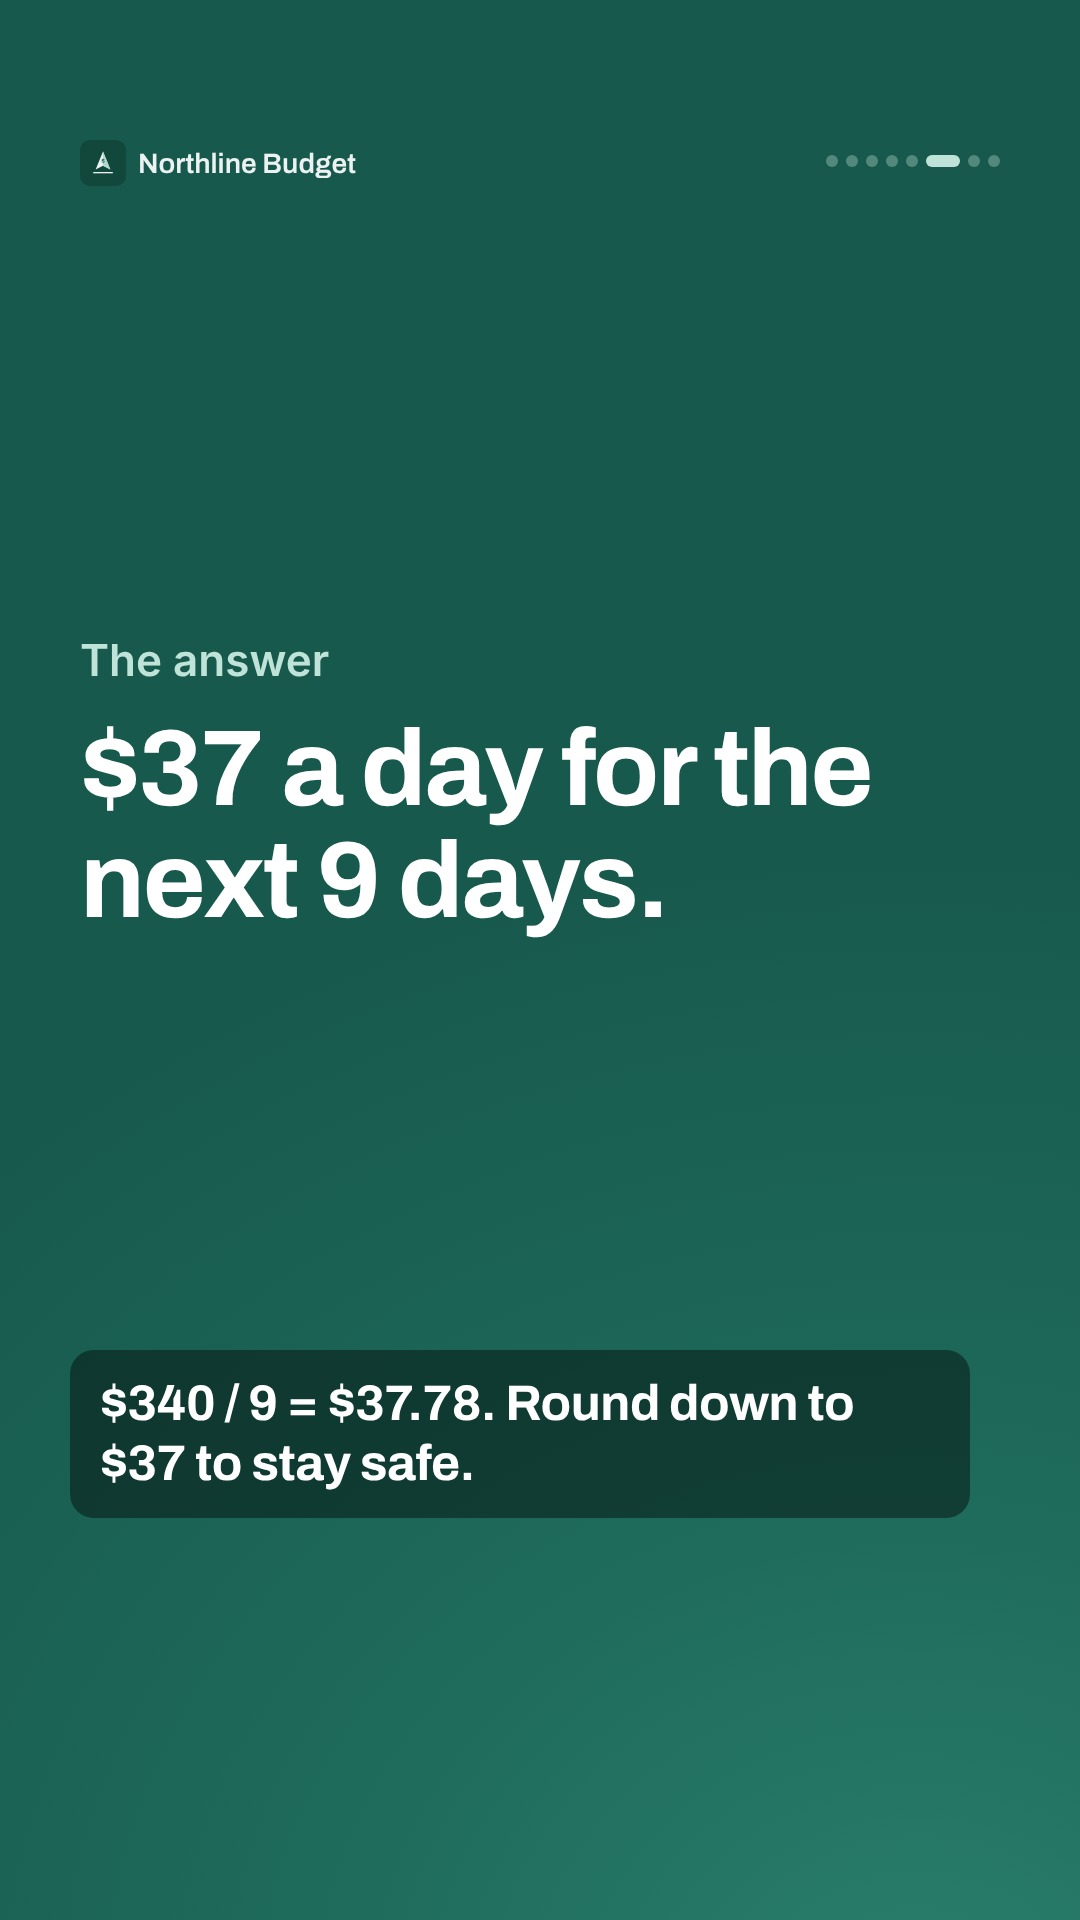 Northline Budget
The answer
$37 a day for the
next 9 days.
$340 / 9 = $37.78. Round down to
$37 to stay safe.